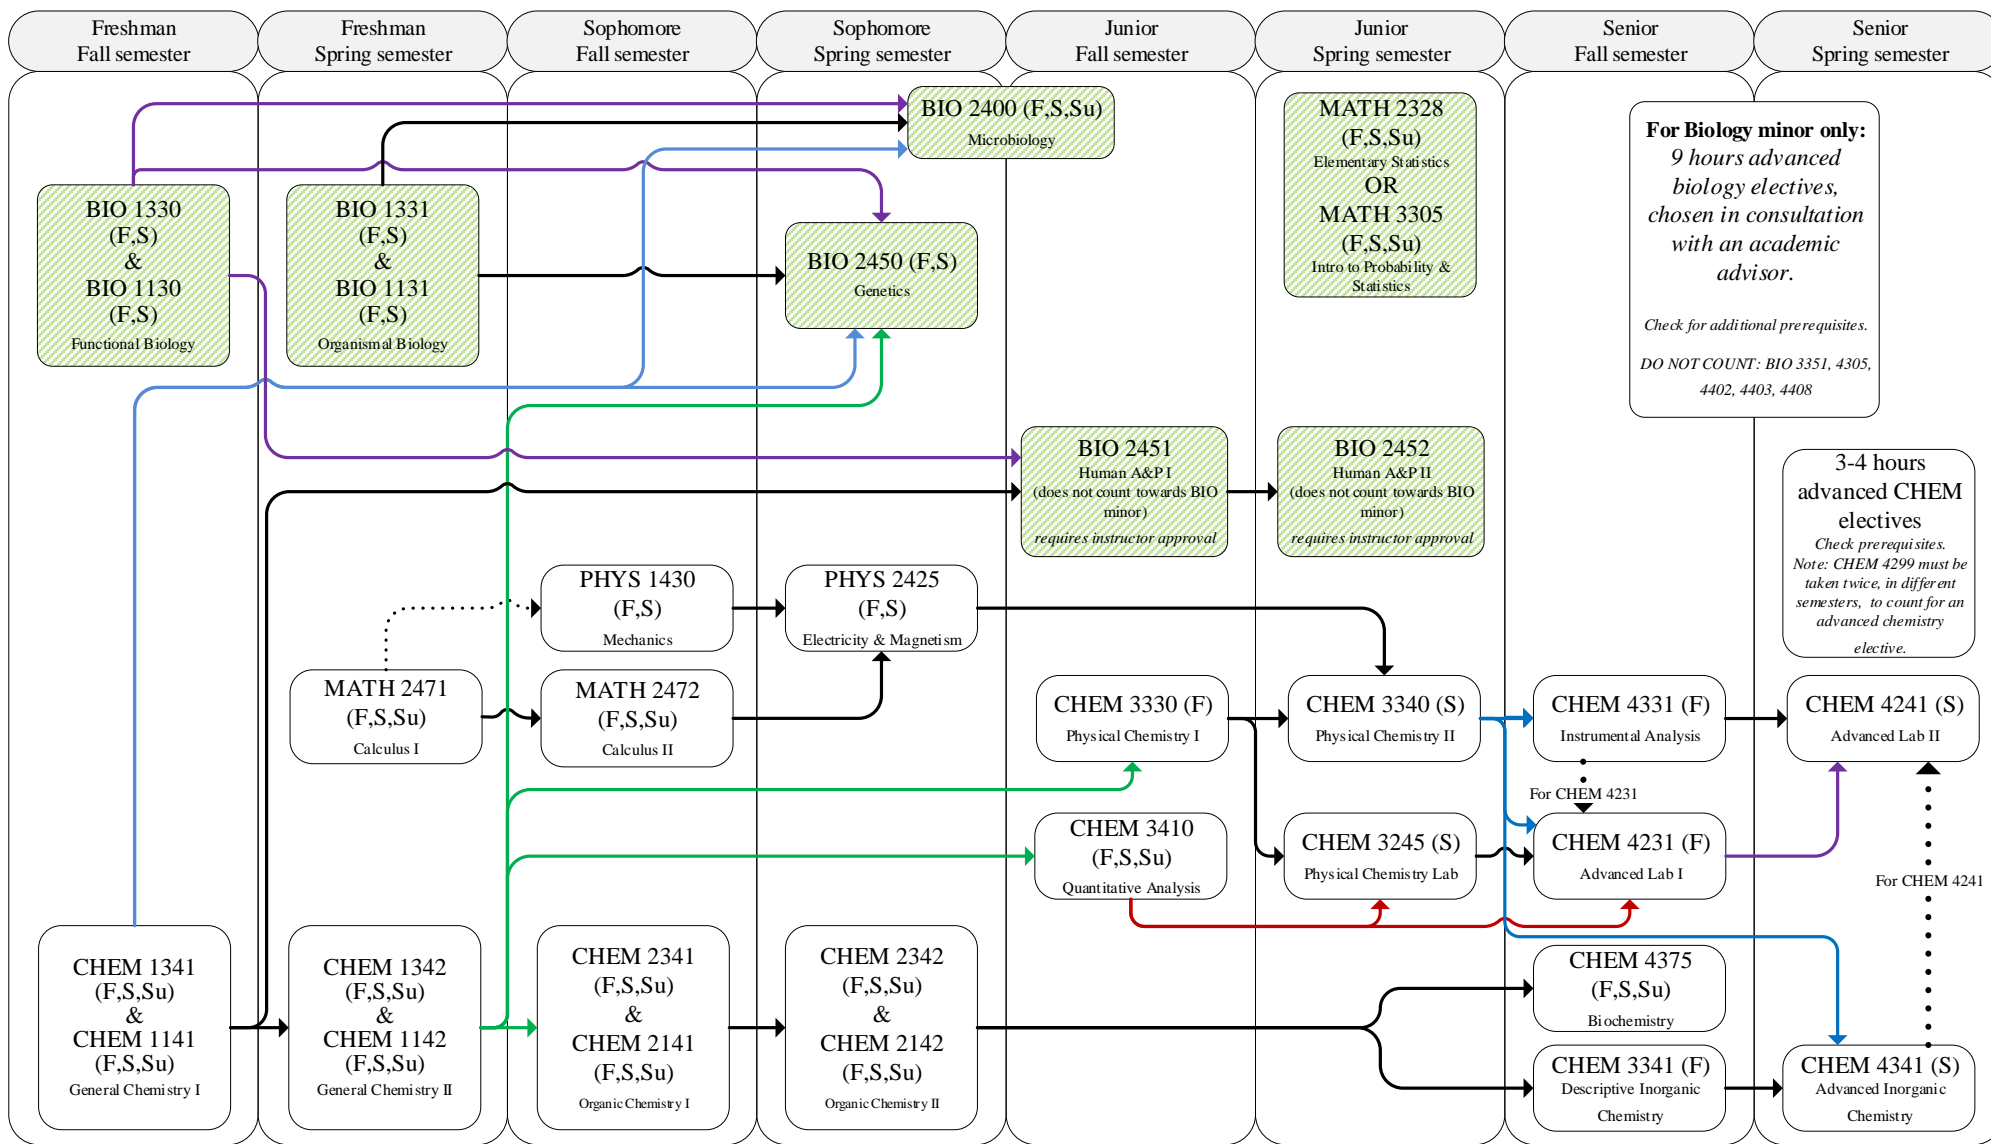 Freshman
Fall semester
Freshman
Spring semester
Sophomore
Fall semester
Sophomore
Spring semester
Junior
Fall semester
Junior
Spring semester
Senior
Fall semester
Senior
Spring semester
BIO 2400 (F,S,Su)
Microbiology
MATH 2328
(F,S,Su)
Elementary Statistics
OR
MATH 3305
(F,S,Su)
Intro to Probability &
Statistics
For Biology minor only:
9 hours advanced
biology electives,
chosen in consultation
with an academic
advisor.
Check for additional prerequisites.
DO NOT COUNT: BIO 3351, 4305,
4402, 4403, 4408
BIO 1330
(F,S)
&
BIO 1130
(F,S)
Functional Biology
BIO 1331
(F,S)
&
BIO 1131
(F,S)
Organismal Biology
BIO 2450 (F,S)
Genetics
BIO 2451
Human A&P I
(does not count towards BIO
minor)
requires instructor approval
BIO 2452
Human A&P II
(does not count towards BIO
minor)
requires instructor approval
3-4 hours
advanced CHEM
electives
Check prerequisites.
Note: CHEM 4299 must be
taken twice, in different
semesters, to count for an
advanced chemistry
elective.
PHYS 1430
(F,S)
Mechanics
PHYS 2425
(F,S)
Electricity & Magnetism
MATH 2471
(F,S,Su)
Calculus I
MATH 2472
(F,S,Su)
Calculus II
CHEM 3330 (F)
Physical Chemistry I
CHEM 3340 (S)
Physical Chemistry II
CHEM 4331 (F)
Instrumental Analysis
CHEM 4241 (S)
Advanced Lab II
For CHEM 4231
CHEM 3410
(F,S,Su)
Quantitative Analysis
CHEM 3245 (S)
Physical Chemistry Lab
CHEM 4231 (F)
Advanced Lab I
For CHEM 4241
CHEM 1341
(F,S,Su)
&
CHEM 1141
(F,S,Su)
General Chemistry I
CHEM 1342
(F,S,Su)
&
CHEM 1142
(F,S,Su)
General Chemistry II
CHEM 2341
(F,S,Su)
&
CHEM 2141
(F,S,Su)
Organic Chemistry I
CHEM 2342
(F,S,Su)
&
CHEM 2142
(F,S,Su)
Organic Chemistry II
CHEM 4375
(F,S,Su)
Biochemistry
CHEM 3341 (F)
Descriptive Inorganic
Chemistry
CHEM 4341 (S)
Advanced Inorganic
Chemistry